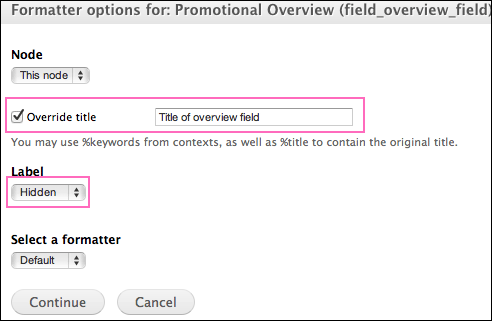 Formatter options for: Promotional Overview (field_overview_field)
Node
This node
Override title Title of overview field
You may use %keywords from contexts, as well as %title to contain the original title.
Label
Hidden
Select a formatter
Default
Continue Cancel